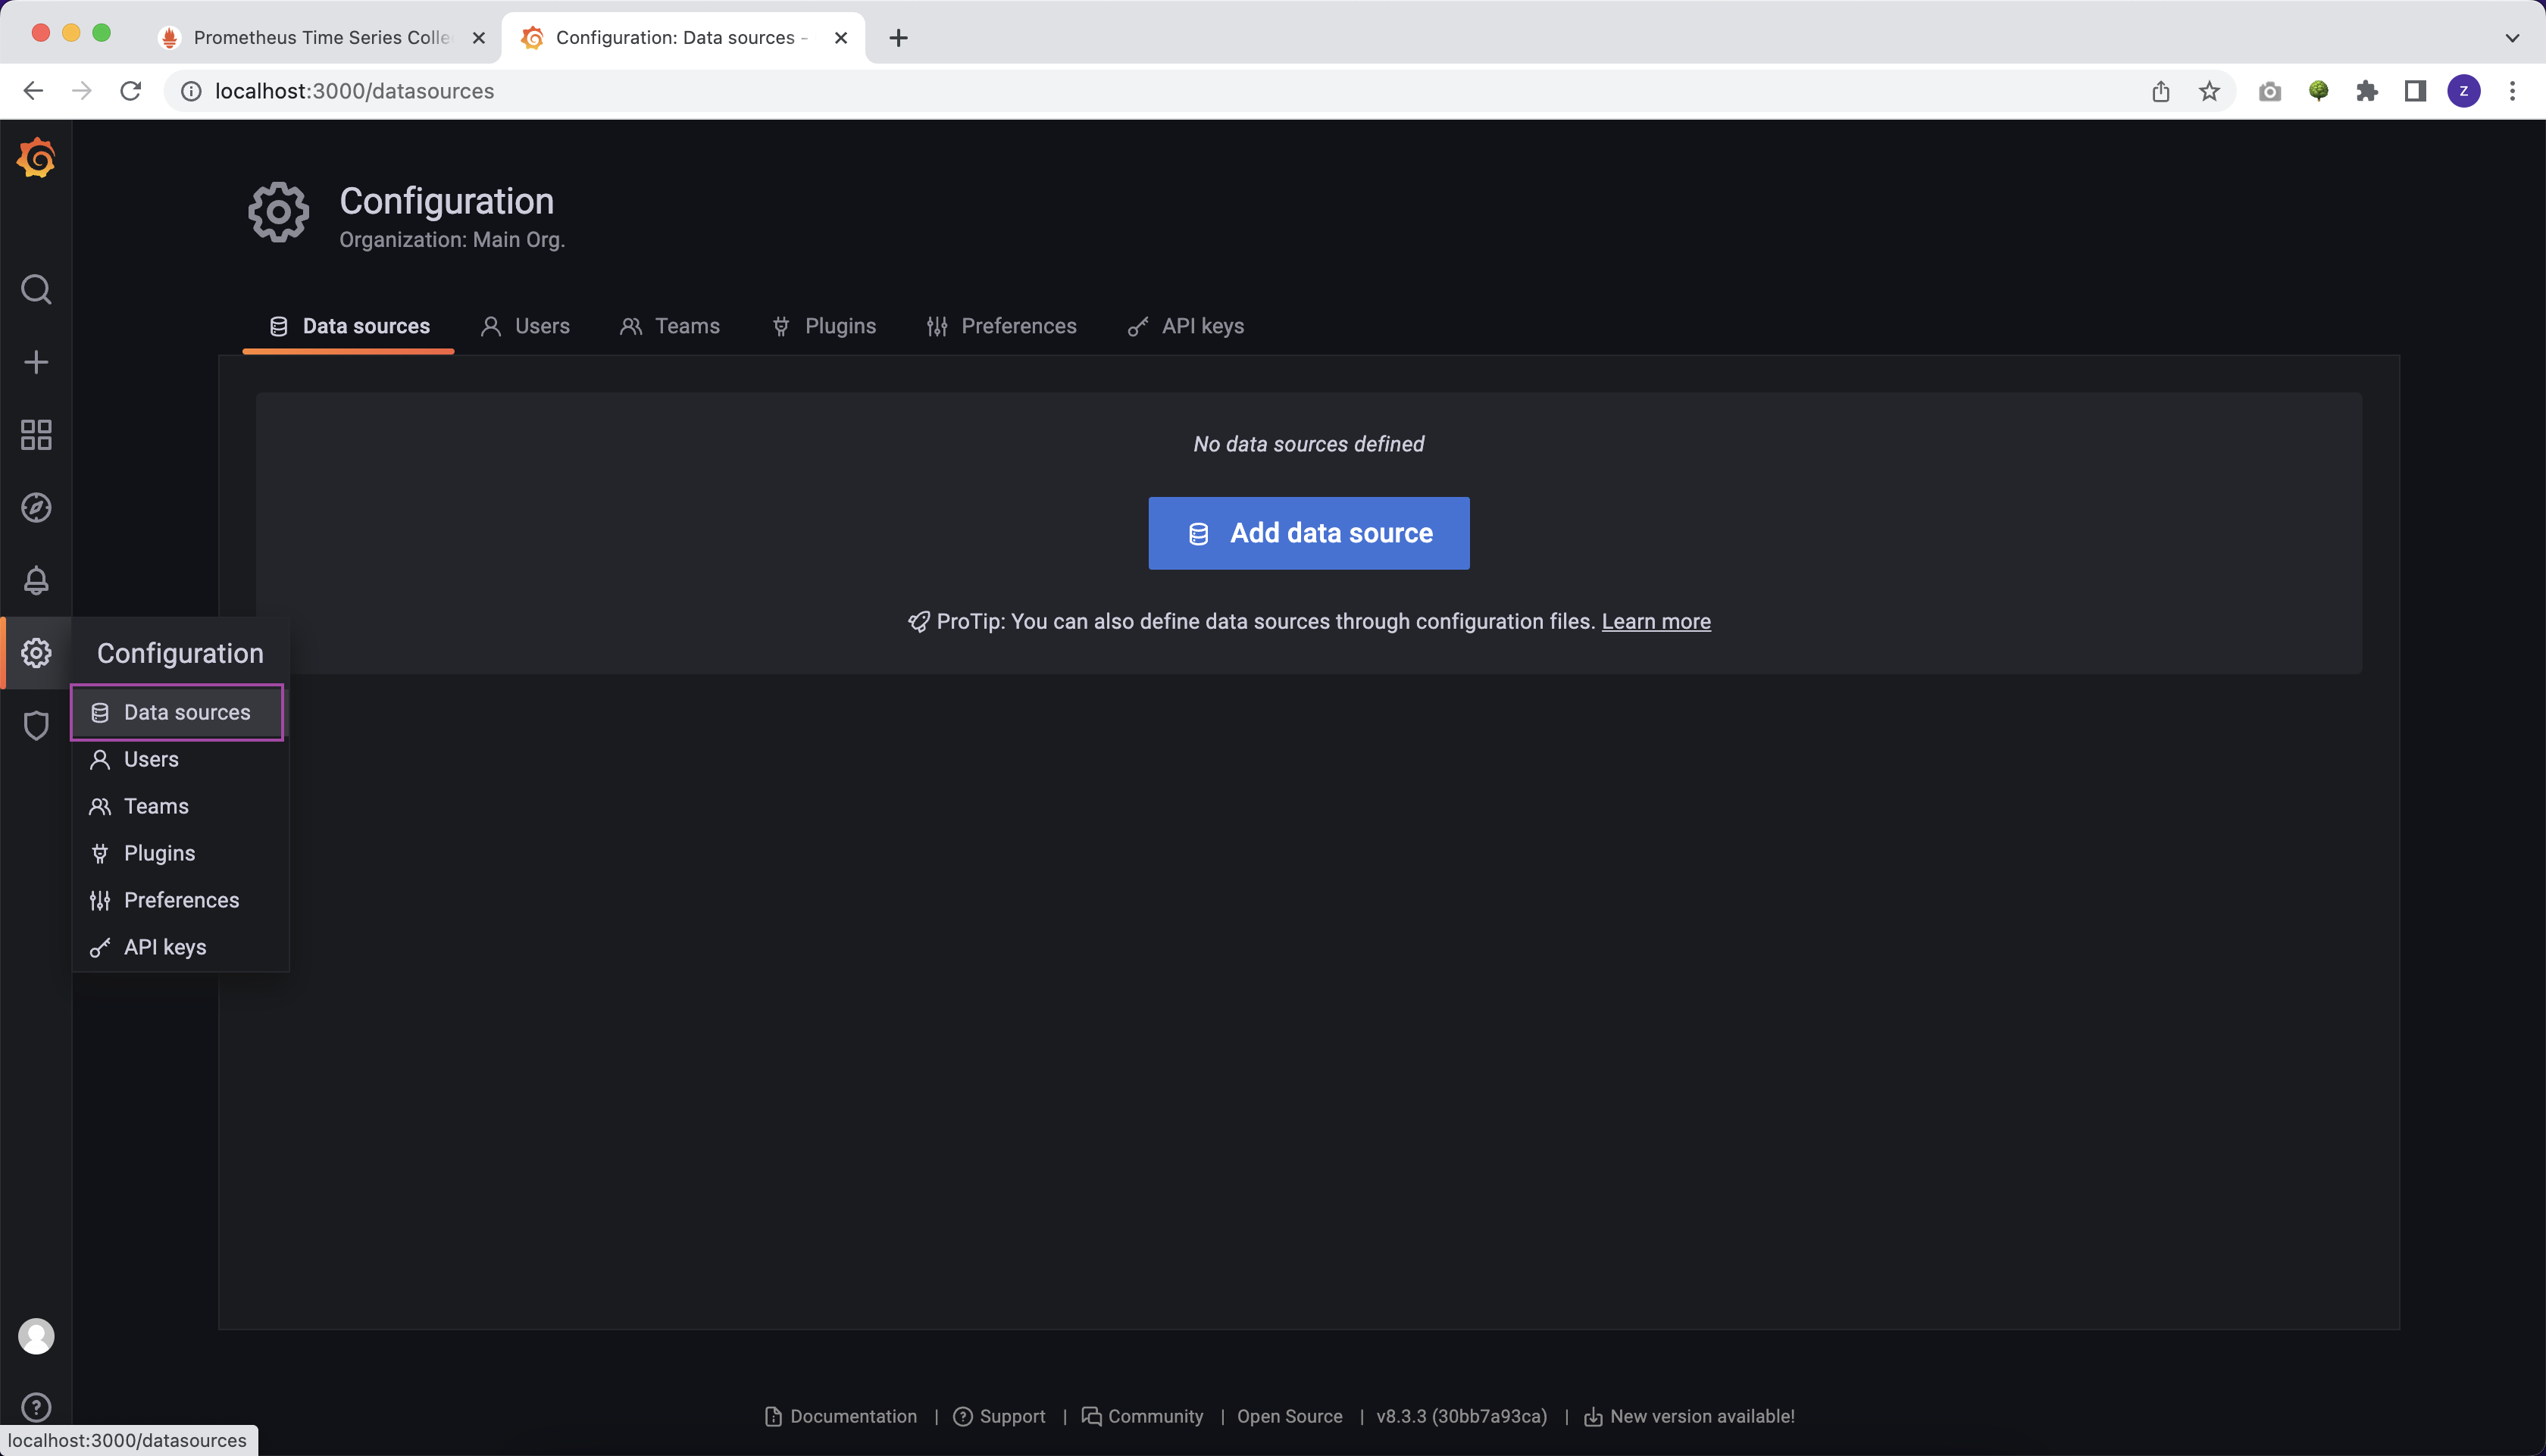 Prometheus Time Series Colle
Configuration: Data sources -
localhost:3000/datasources
Z
Configuration
Organization: Main Org.
Data sources Users Teams Plugins Preferences API keys
No data sources defined
Add data source
ProTip: You can also define data sources through configuration files. Learn more
Configuration
Data sources
Users
Teams
Plugins
Preferences
API keys
Documentation | Support | Community | Open Source | v8.3.3 (30bb7a93ca) | New version available!
localhost:3000/datasources